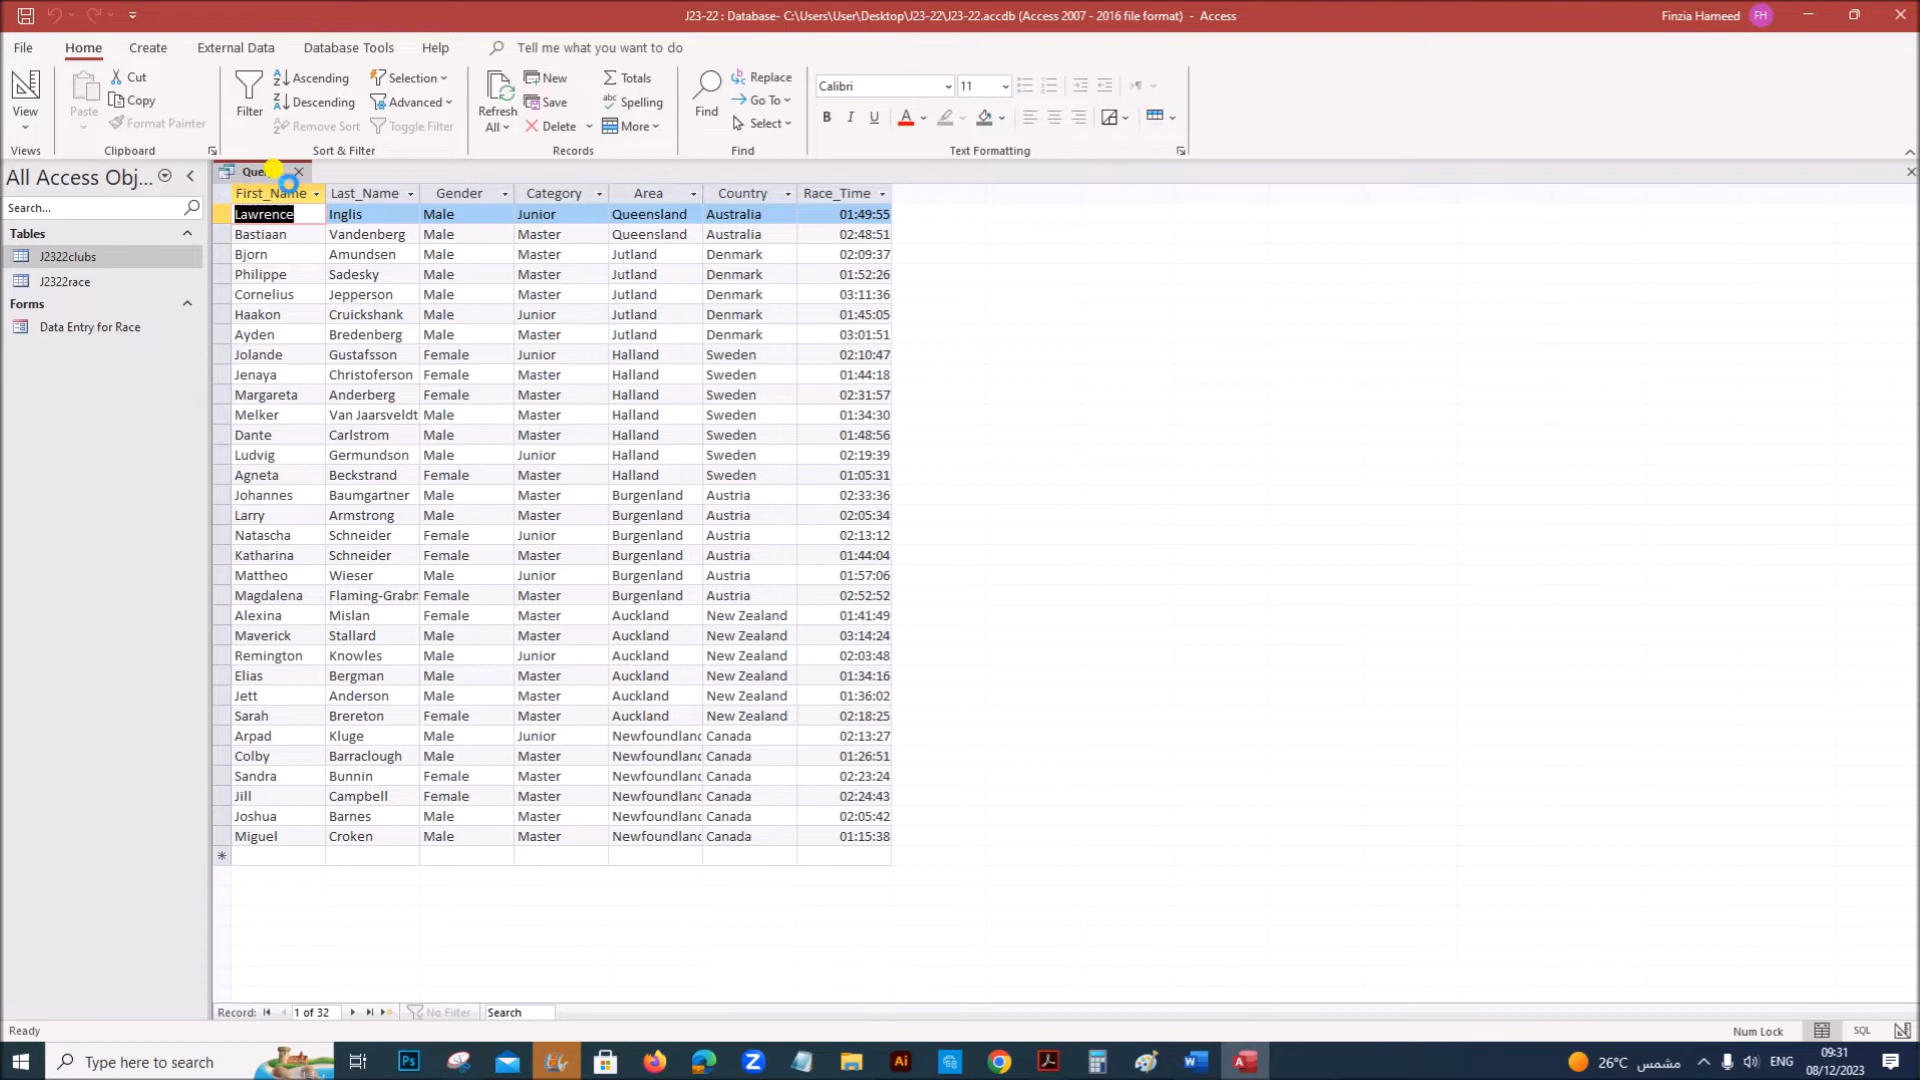 J23-22 : Database- C:\Users\User\Desktop\J23-22\J23-22.accdb (Access 2007 - 2016 file format) - Access
Finzia Hameed FH
File Home Create External Data Database Tools Help Tell me what you want to do
View
Views
Paste
Cut
Copy
Format Painter
Clipboard
Filter
Ascending
Descending
Remove Sort
Selection
Advanced
Toggle Filter
Sort & Filter
Refresh
All
New
Save
Delete
Totals
Spelling
More
Records
Find
Replace
Go To
Select
Find
Calibri 11
B I U
Text Formatting
All Access Obj...
Search...
Tables
J2322clubs
J2322race
Forms
Data Entry for Race
First_Name Last_Name Gender Category Area Country Race_Time
Lawrence Inglis Male Junior Queensland Australia 01:49:55
Bastiaan Vandenberg Male Master Queensland Australia 02:48:51
Bjorn Amundsen Male Master Jutland Denmark 02:09:37
Philippe Sadesky Male Master Jutland Denmark 01:52:26
Cornelius Jepperson Male Master Jutland Denmark 03:11:36
Haakon Cruickshank Male Junior Jutland Denmark 01:45:05
Ayden Bredenberg Male Master Jutland Denmark 03:01:51
Jolande Gustafsson Female Junior Halland Sweden 02:10:47
Jenaya Christoferson Female Master Halland Sweden 01:44:18
Margareta Anderberg Female Master Halland Sweden 02:31:57
Melker Van Jaarsveldt Male Master Halland Sweden 01:34:30
Dante Carlstrom Male Master Halland Sweden 01:48:56
Ludvig Germundson Male Junior Halland Sweden 02:19:39
Agneta Beckstrand Female Master Halland Sweden 01:05:31
Johannes Baumgartner Male Master Burgenland Austria 02:33:36
Larry Armstrong Male Master Burgenland Austria 02:05:34
Natascha Schneider Female Junior Burgenland Austria 02:13:12
Katharina Schneider Female Master Burgenland Austria 01:44:04
Mattheo Wieser Male Junior Burgenland Austria 01:57:06
Magdalena Flaming-Grabn Female Master Burgenland Austria 02:52:52
Alexina Mislan Female Master Auckland New Zealand 01:41:49
Maverick Stallard Male Master Auckland New Zealand 03:14:24
Remington Knowles Male Junior Auckland New Zealand 02:03:48
Elias Bergman Male Master Auckland New Zealand 01:34:16
Jett Anderson Male Master Auckland New Zealand 01:36:02
Sarah Brereton Female Master Auckland New Zealand 02:18:25
Arpad Kluge Male Junior Newfoundland Canada 02:13:27
Colby Barraclough Male Master Newfoundland Canada 01:26:51
Sandra Bunnin Female Master Newfoundland Canada 02:23:24
Jill Campbell Female Master Newfoundland Canada 02:24:43
Joshua Barnes Male Master Newfoundland Canada 02:05:42
Miguel Croken Male Master Newfoundland Canada 01:15:38
Record: 1 of 32 No Filter Search
Ready Num Lock SQL
Type here to search 26°C مشمس ENG 09:31
08/12/2023